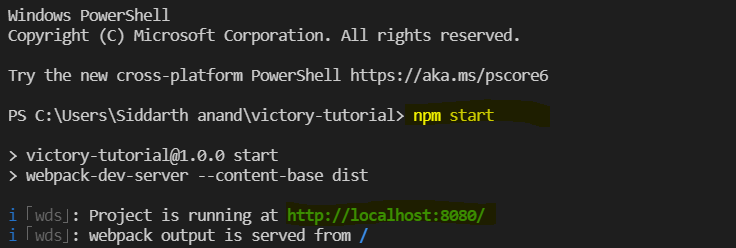 Windows PowerShell
Copyright (C) Microsoft Corporation. All rights reserved.
Try the new cross-platform PowerShell https://aka.ms/pscore6
PS C:\Users\Siddarth anand\victory-tutorial> npm start
> victory-tutorial@1.0.0 start
> webpack-dev-server --content-base dist
i ｢wds｣: Project is running at http://localhost:8080/
i ｢wds｣: webpack output is served from /